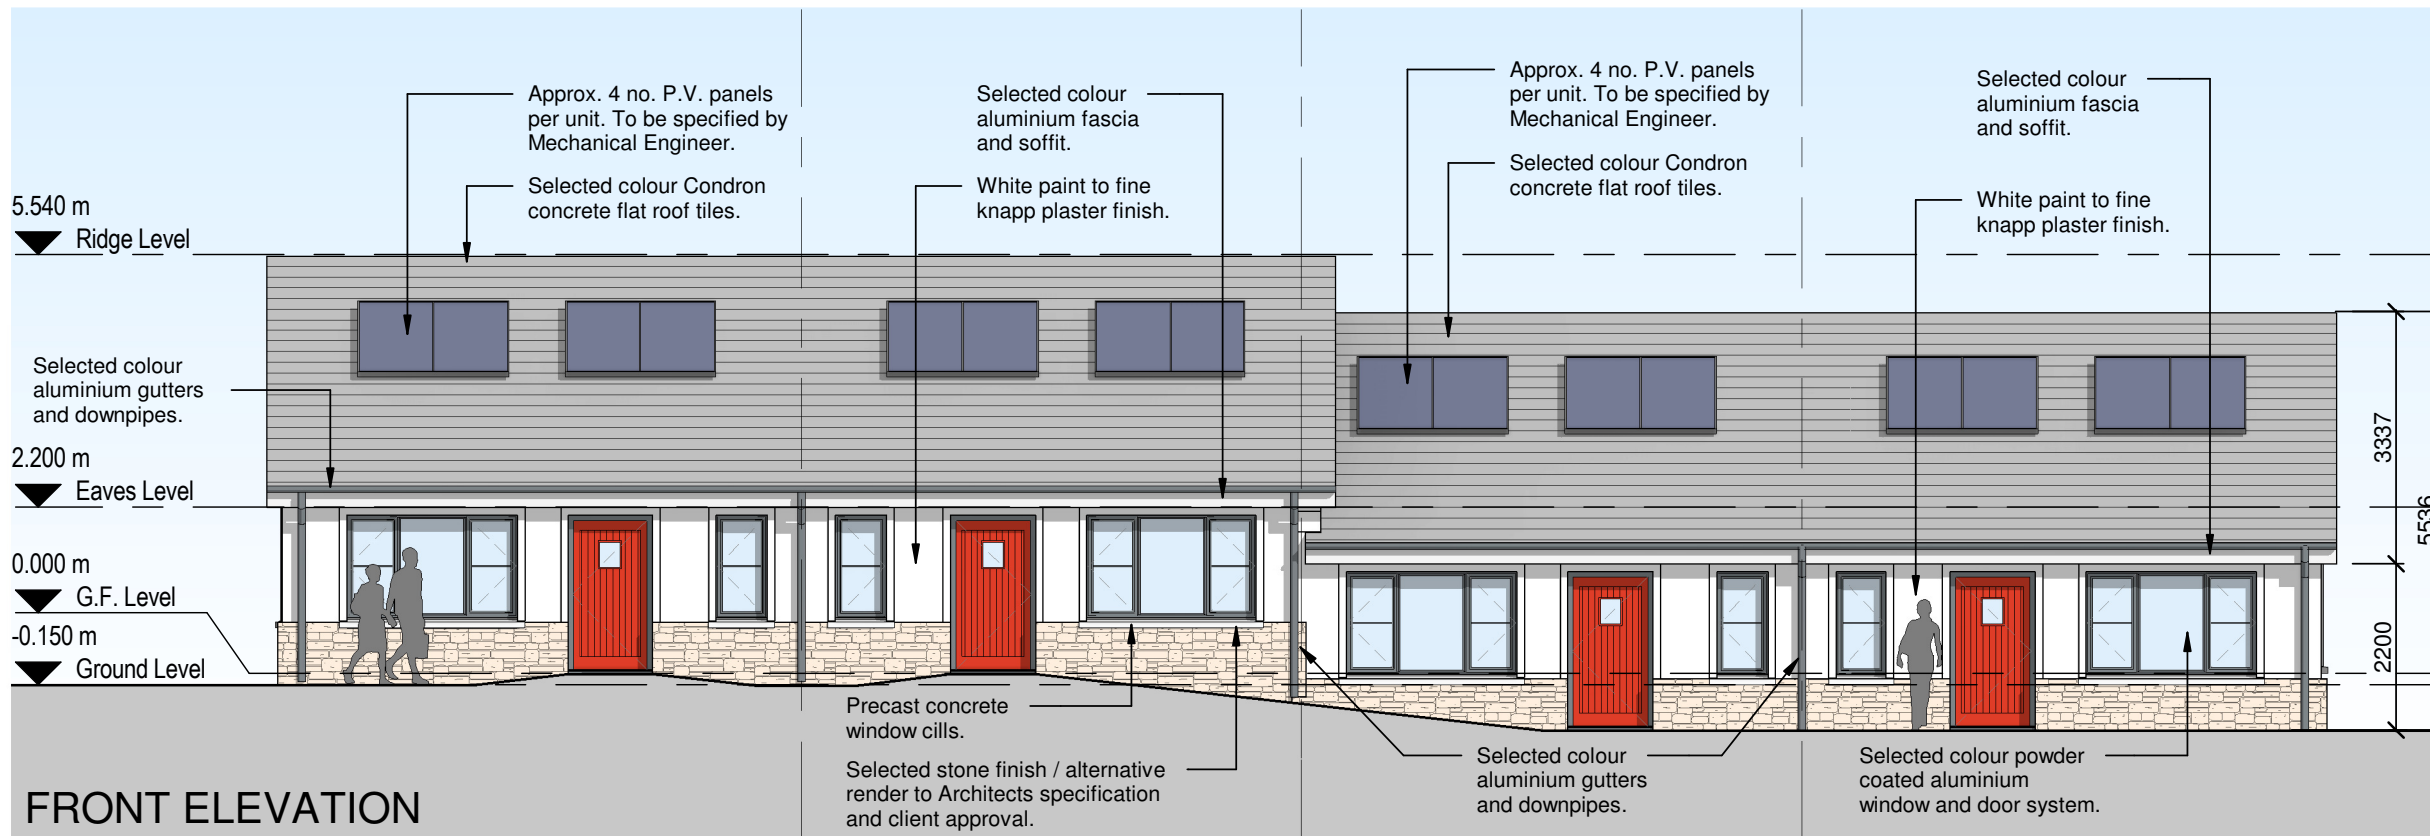 Approx. 4 no. P.V. panels
per unit. To be specified by
Mechanical Engineer.
Selected colour Condron
concrete flat roof tiles.
Selected colour
aluminium fascia
and soffit.
White paint to fine
knapp plaster finish.
Approx. 4 no. P.V. panels
per unit. To be specified by
Mechanical Engineer.
Selected colour Condron
concrete flat roof tiles.
Selected colour
aluminium fascia
and soffit.
White paint to fine
knapp plaster finish.
5.540 m
Ridge Level
Selected colour
aluminium gutters
and downpipes.
2.200 m
Eaves Level
0.000 m
G.F. Level
-0.150 m
Ground Level
3337
5536
2200
Precast concrete
window cills.
Selected stone finish / alternative
render to Architects specification
and client approval.
Selected colour
aluminium gutters
and downpipes.
Selected colour powder
coated aluminium
window and door system.
FRONT ELEVATION